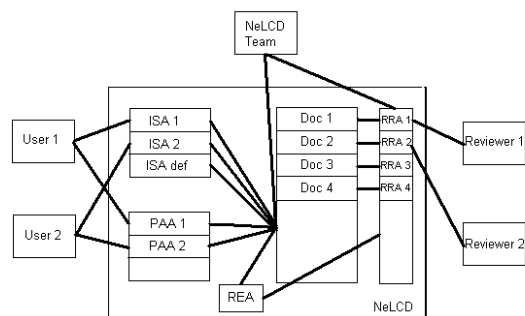 NeLCD
Team
User 1
User 2
ISA 1
ISA 2
ISA def
PAA 1
PAA 2
REA
Doc 1
Doc 2
Doc 3
Doc 4
RRA 1
RRA 2
RRA 3
RRA 4
Reviewer 1
Reviewer 2
NeLCD